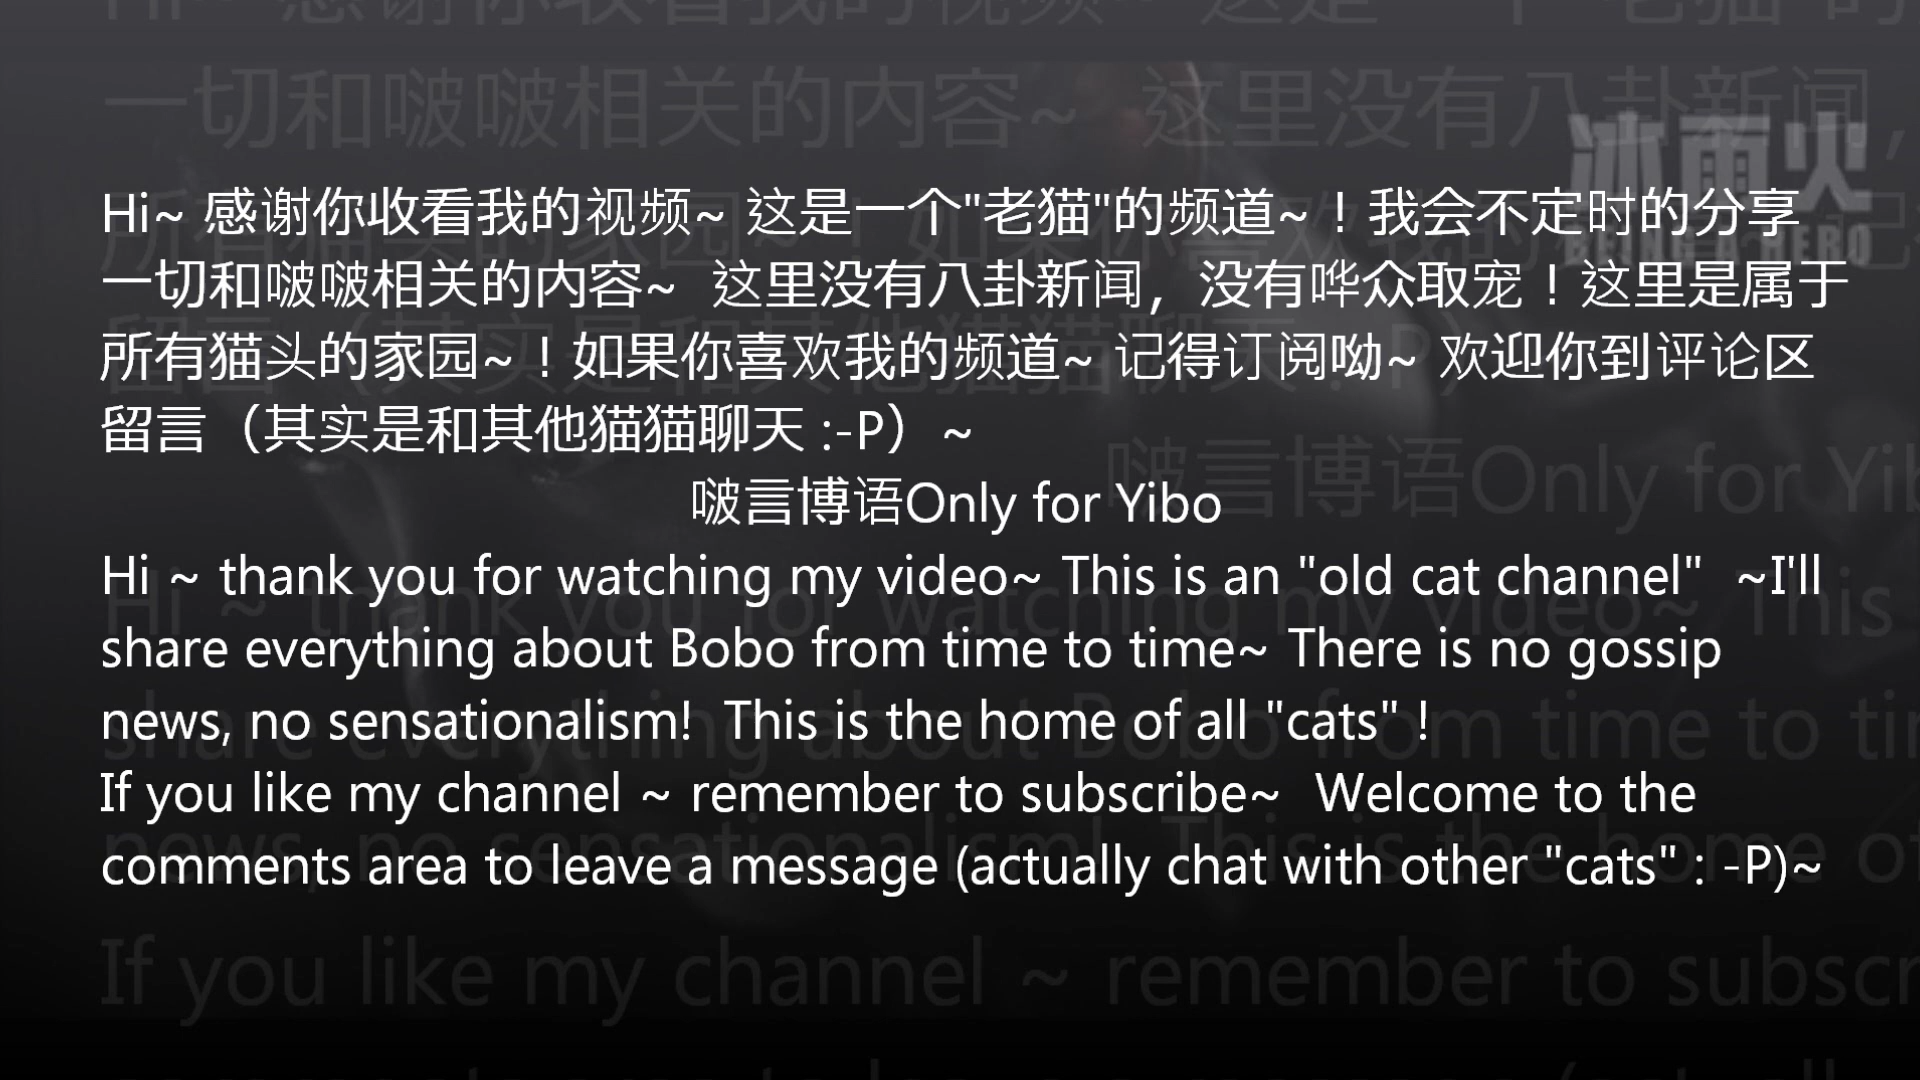 Hi~ 感谢你收看我的视频~ 这是一个"老猫"的频道~！我会不定时的分享
一切和啵啵相关的内容~  这里没有八卦新闻，没有哗众取宠！这里是属于
所有猫头的家园~！如果你喜欢我的频道~ 记得订阅呦~ 欢迎你到评论区
留言（其实是和其他猫猫聊天 :-P）~
啵言博语Only for Yibo
Hi ~ thank you for watching my video~ This is an "old cat channel"  ~I'll
share everything about Bobo from time to time~ There is no gossip
news, no sensationalism!  This is the home of all "cats" !
If you like my channel ~ remember to subscribe~  Welcome to the
comments area to leave a message (actually chat with other "cats" : -P)~
冰雨火
BEING A HERO